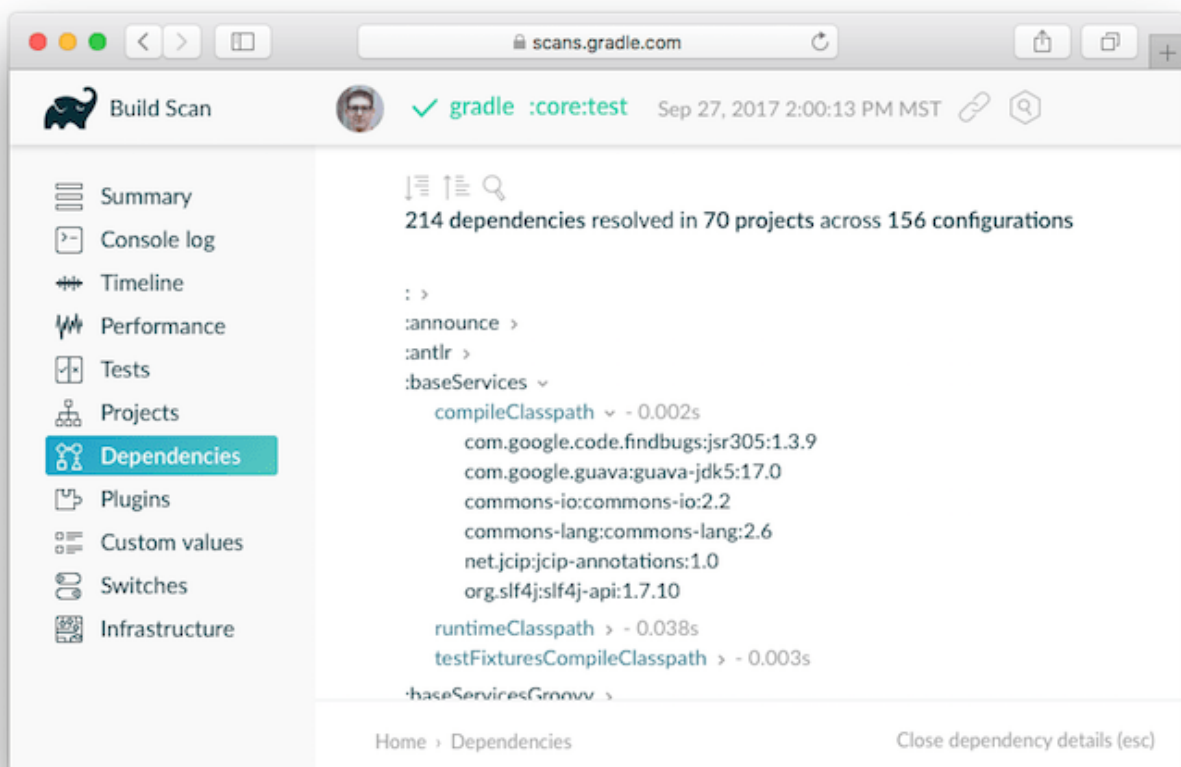 scans.gradle.com
Build Scan
gradle :core:test Sep 27, 2017 2:00:13 PM MST
Summary
Console log
Timeline
Performance
Tests
Projects
Dependencies
Plugins
Custom values
Switches
Infrastructure
214 dependencies resolved in 70 projects across 156 configurations
: >
:announce >
:antlr >
:baseServices
compileClasspath - 0.002s
com.google.code.findbugs:jsr305:1.3.9
com.google.guava:guava-jdk5:17.0
commons-io:commons-io:2.2
commons-lang:commons-lang:2.6
net.jcip:jcip-annotations:1.0
org.slf4j:slf4j-api:1.7.10
runtimeClasspath > - 0.038s
testFixturesCompileClasspath > - 0.003s
:baseServicesGroovy >
Home > Dependencies
Close dependency details (esc)